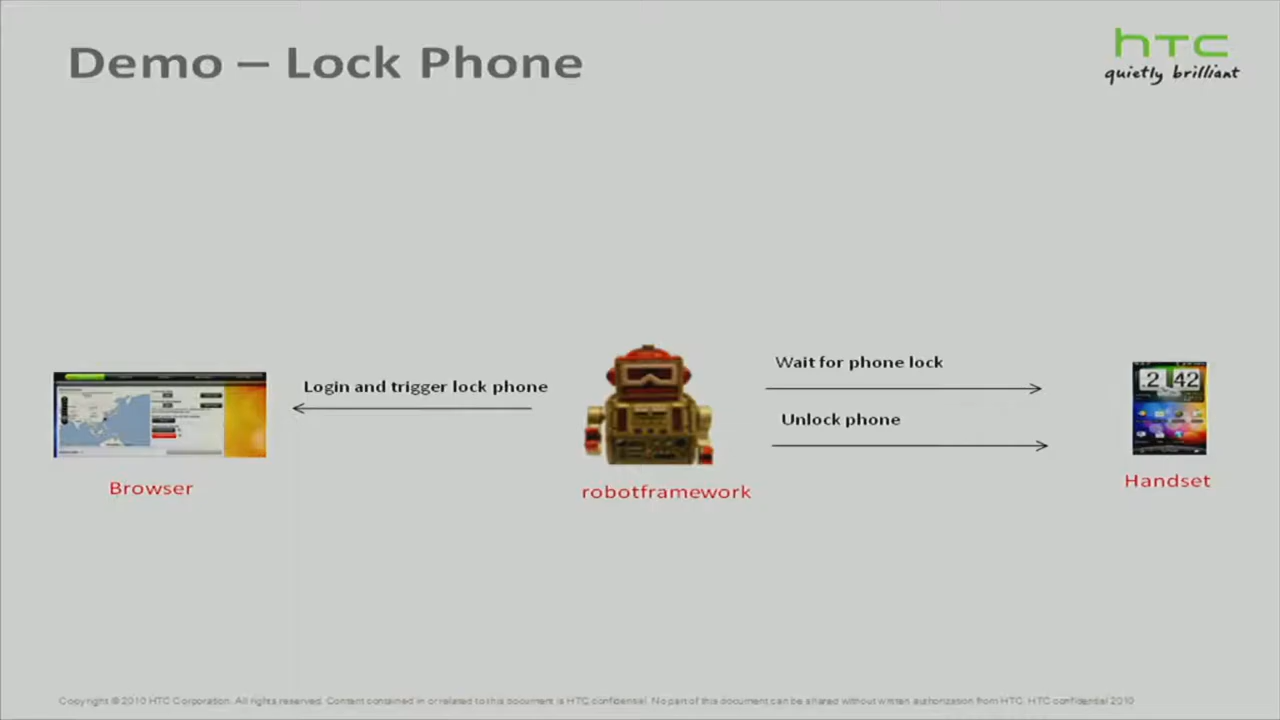 Demo – Lock Phone
hTC
quietly brilliant
Login and trigger lock phone
Wait for phone lock
Unlock phone
2 42
Browser
robotframework
Handset
Copyright © 2010 HTC Corporation. All rights reserved. Content contained in or related to this document is HTC confidential. No part of this document can be shared without written authorization from HTC. HTC confidential 2010